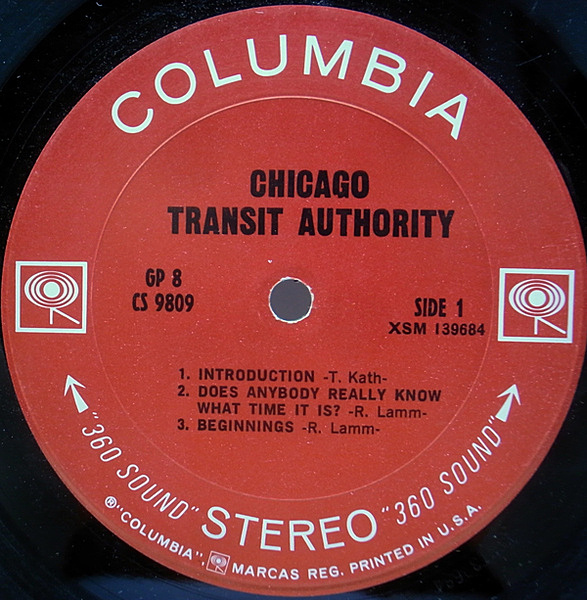 COLUMBIA
CHICAGO
TRANSIT AUTHORITY
GP 8
CS 9809
SIDE 1
XSM 139684
1. INTRODUCTION -T. Kath-
2. DOES ANYBODY REALLY KNOW
WHAT TIME IT IS? -R. Lamm-
3. BEGINNINGS -R. Lamm-
"360 SOUND" STEREO "360 SOUND"
® "COLUMBIA", MARCAS REG. PRINTED IN U.S.A.